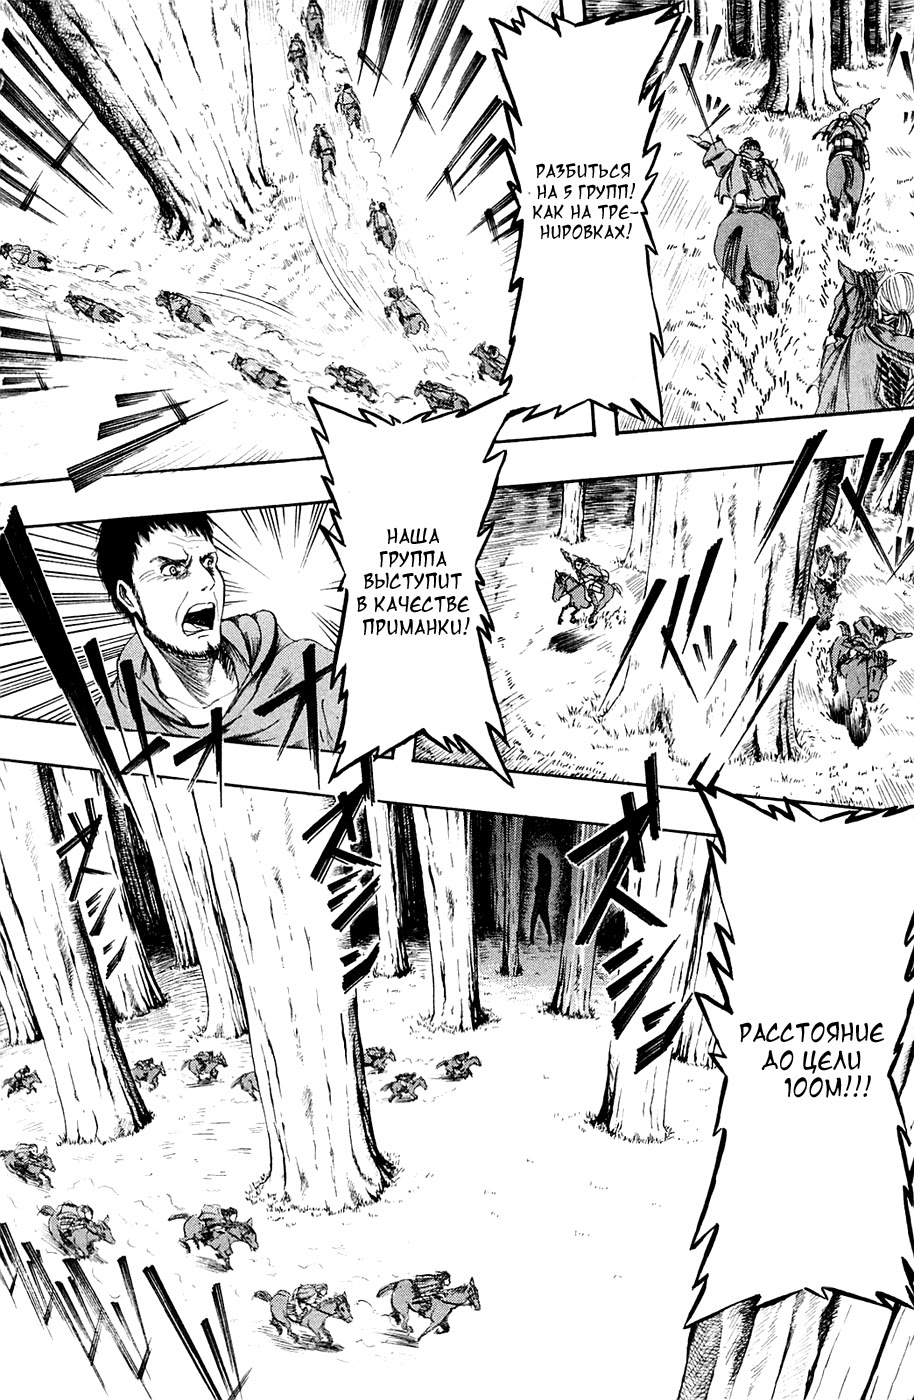 РАЗБИТЬСЯ
НА 5 ГРУПП!
КАК НА ТРЕ-
НИРОВКАХ!
НАША
ГРУППА
ВЫСТУПИТ
В КАЧЕСТВЕ
ПРИМАНКИ!
РАССТОЯНИЕ
ДО ЦЕЛИ
100М!!!